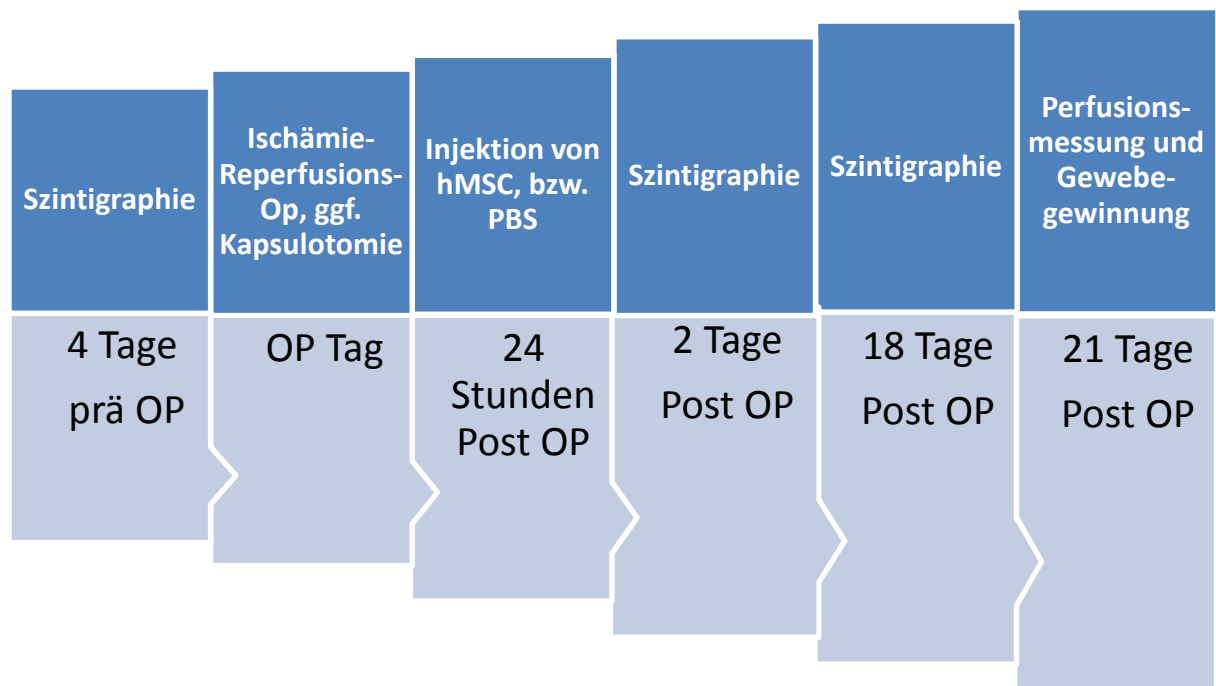 Szintigraphie
Ischämie-
Reperfusions-
Op, ggf.
Kapsulotomie
Injektion von
hMSC, bzw.
PBS
Szintigraphie
Szintigraphie
Perfusions-
messung und
Gewebe-
gewinnung
4 Tage
prä OP
OP Tag
24
Stunden
Post OP
2 Tage
Post OP
18 Tage
Post OP
21 Tage
Post OP